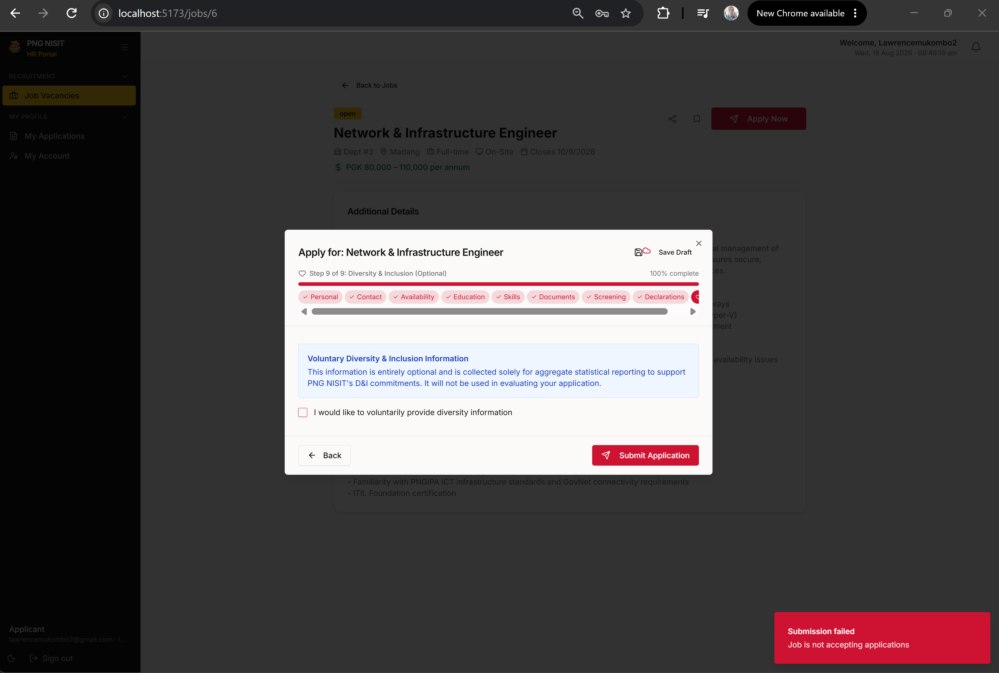 localhost:5173/jobs/6
New Chrome available
PNG NISIT
HR Portal
Welcome, Lawrencemukombo2
Wed, 19 Aug 2026 · 09:46:19 am
RECRUITMENT
Job Vacancies
MY PROFILE
My Applications
My Account
Back to Jobs
open
Apply Now
Network & Infrastructure Engineer
Dept #3 Madang Full-time On-Site Closes 10/9/2026
$ PGK 80,000 – 110,000 per annum
Additional Details
al management of
sures secure,
ces.
ways
yper-V)
ment
availability issues
Apply for: Network & Infrastructure Engineer
Save Draft
Step 9 of 9: Diversity & Inclusion (Optional)
100% complete
Personal Contact Availability Education Skills Documents Screening Declarations
Voluntary Diversity & Inclusion Information
This information is entirely optional and is collected solely for aggregate statistical reporting to support
PNG NISIT's D&I commitments. It will not be used in evaluating your application.
I would like to voluntarily provide diversity information
Back
Submit Application
- Familiarity with PNGIPA ICT infrastructure standards and GovNet connectivity requirements
- ITIL Foundation certification
Applicant
lawrencemukombo2@gmail.com · l...
Sign out
Submission failed
Job is not accepting applications